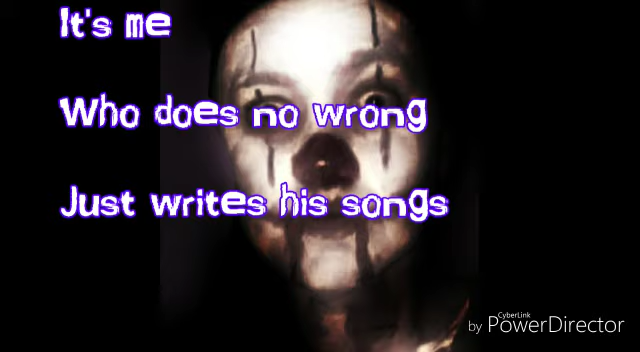 It's me
Who does no wrong
Just writes his songs
CyberLink
by PowerDirector